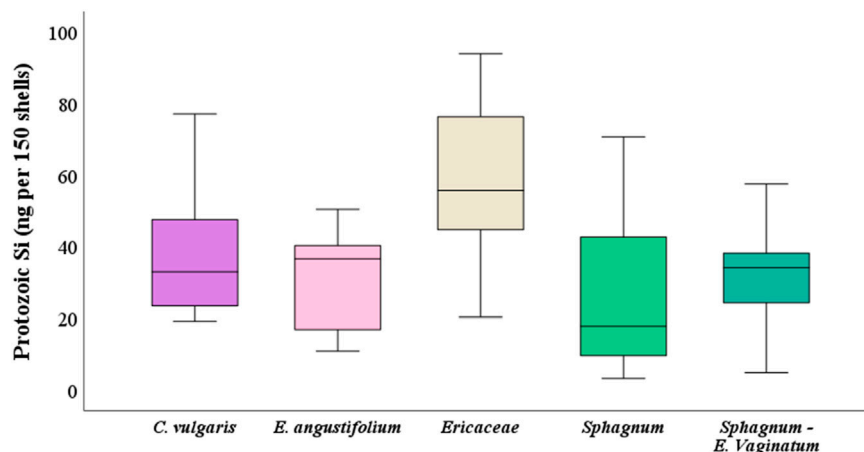 Protozoic Si (ng per 150 shells)
100
80
60
40
20
0
C. vulgaris
E. angustifolium
Ericaceae
Sphagnum
Sphagnum -
E. Vaginatum